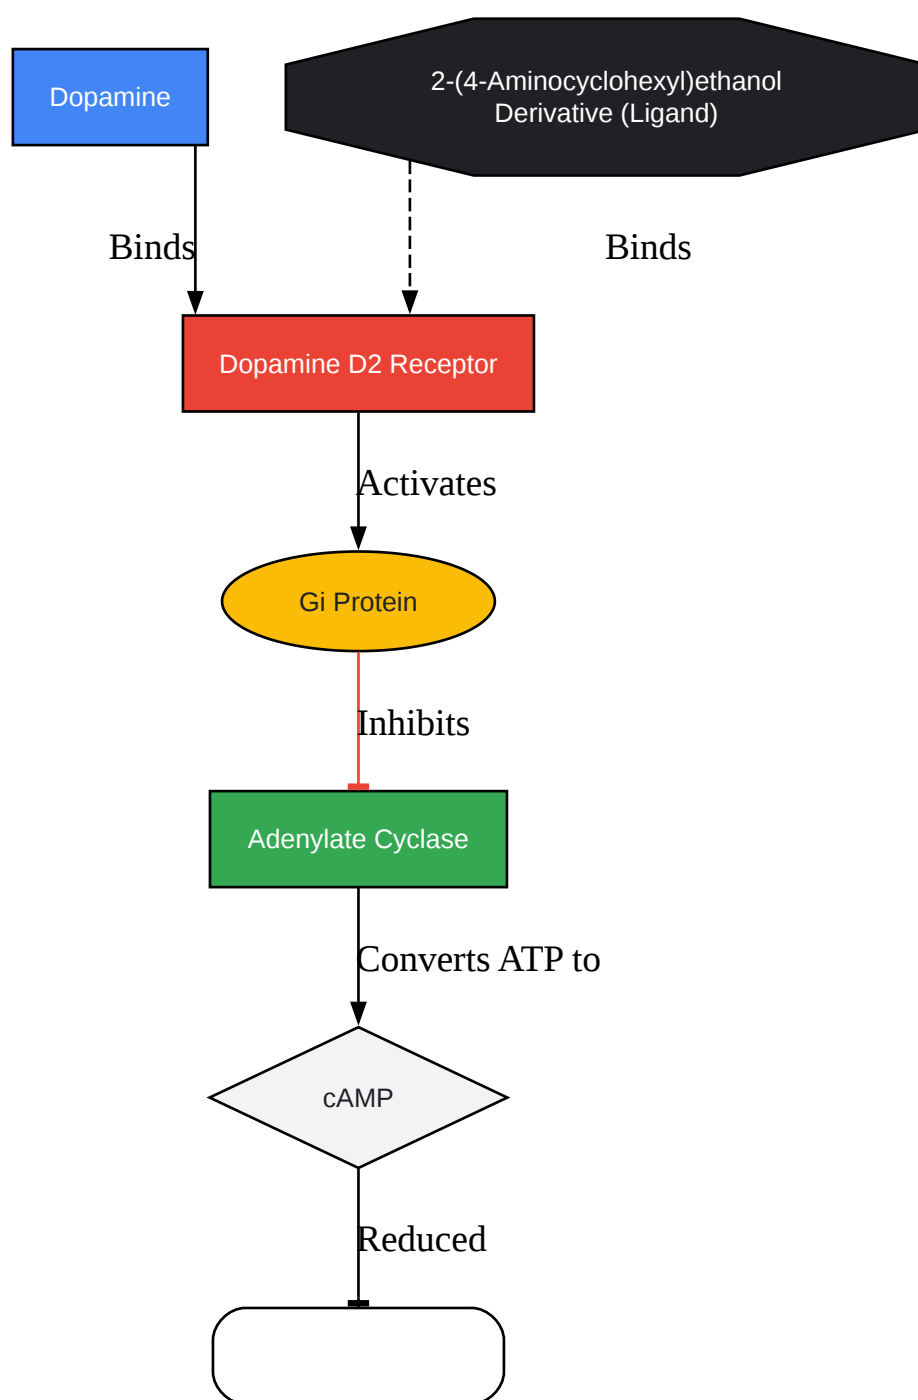 Dopamine
2-(4-Aminocyclohexyl)ethanol
Derivative (Ligand)
Binds
Binds
Dopamine D2 Receptor
Activates
Gi Protein
Inhibits
Adenylate Cyclase
Converts ATP to
cAMP
Reduced